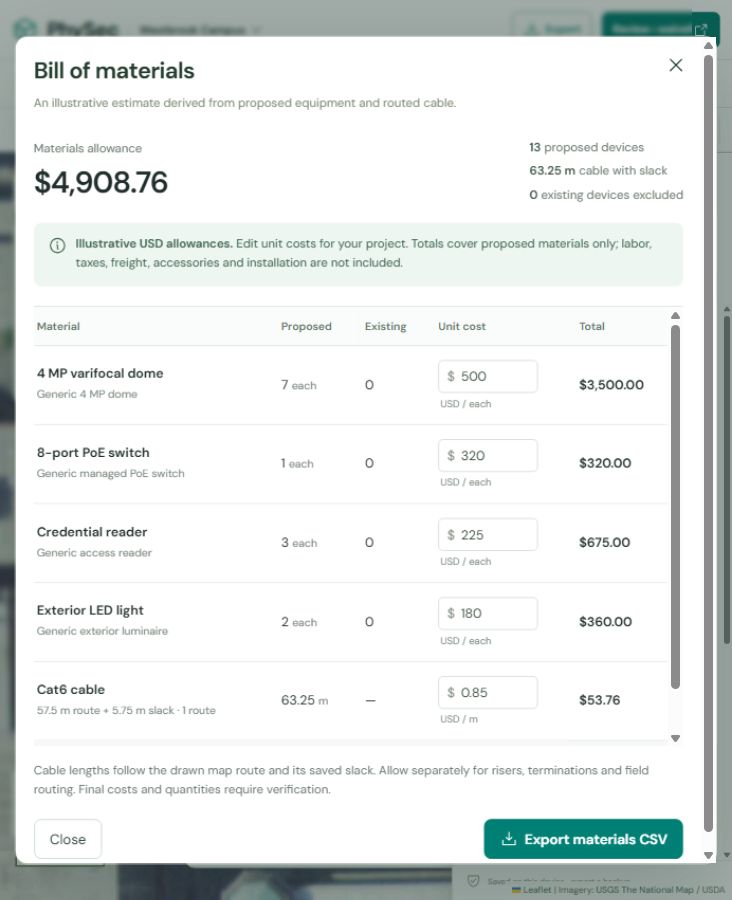 PhySec Westbrook Campus Export
Bill of materials
An illustrative estimate derived from proposed equipment and routed cable.
Materials allowance
$4,908.76
13 proposed devices
63.25 m cable with slack
0 existing devices excluded
Illustrative USD allowances. Edit unit costs for your project. Totals cover proposed materials only; labor,
taxes, freight, accessories and installation are not included.
Material Proposed Existing Unit cost Total
4 MP varifocal dome
Generic 4 MP dome
7 each 0 $ 500 $3,500.00
USD / each
8-port PoE switch
Generic managed PoE switch
1 each 0 $ 320 $320.00
USD / each
Credential reader
Generic access reader
3 each 0 $ 225 $675.00
USD / each
Exterior LED light
Generic exterior luminaire
2 each 0 $ 180 $360.00
USD / each
Cat6 cable
57.5 m route + 5.75 m slack · 1 route
63.25 m — $ 0.85 $53.76
USD / m
Cable lengths follow the drawn map route and its saved slack. Allow separately for risers, terminations and field
routing. Final costs and quantities require verification.
Close
Export materials CSV
Leaflet | Imagery: USGS The National Map / USDA